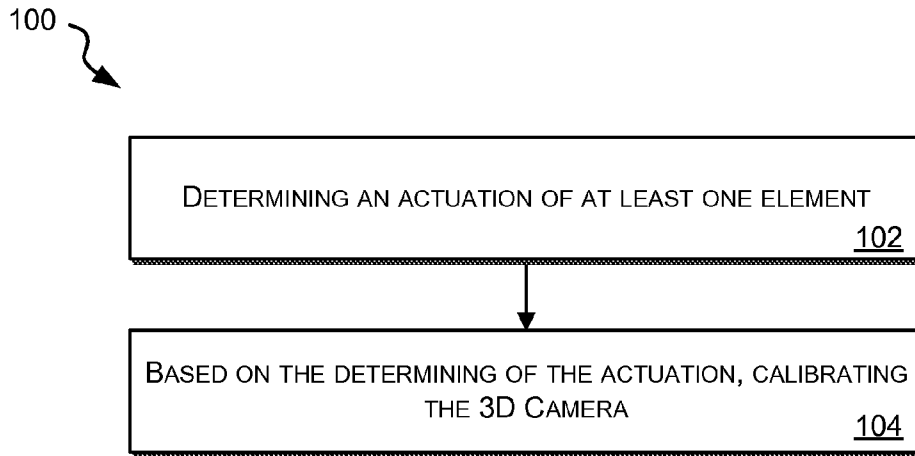 100
DETERMINING AN ACTUATION OF AT LEAST ONE ELEMENT
102
BASED ON THE DETERMINING OF THE ACTUATION, CALIBRATING
THE 3D CAMERA
104